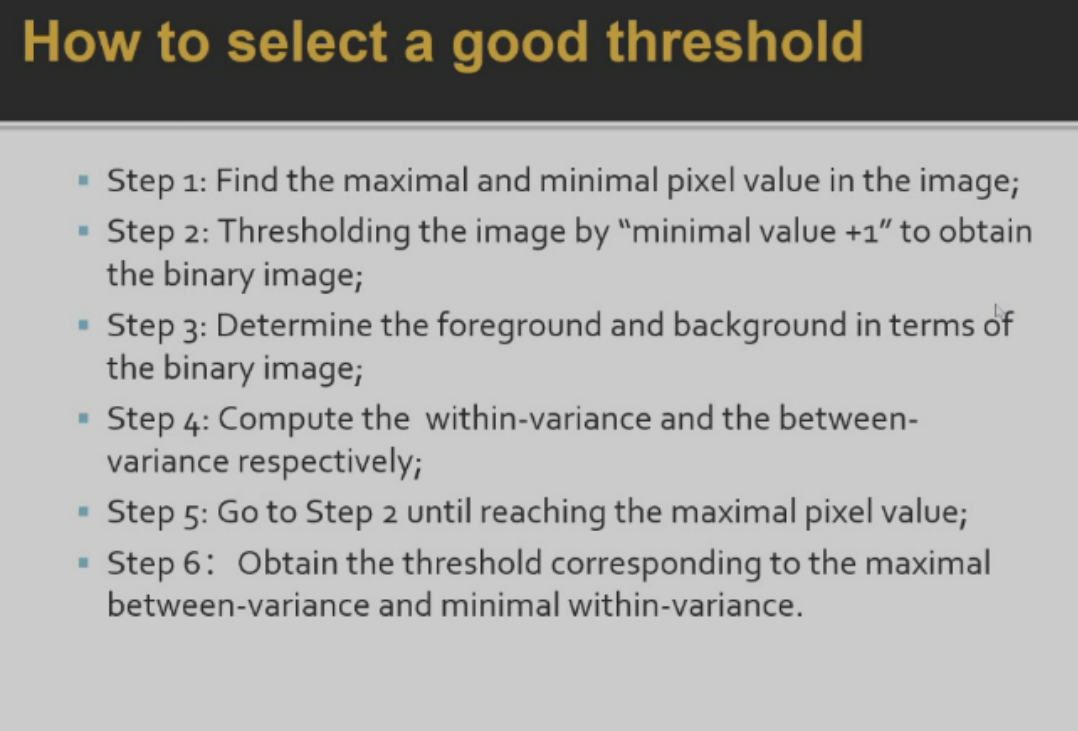 How to select a good threshold
▪ Step 1: Find the maximal and minimal pixel value in the image;
▪ Step 2: Thresholding the image by “minimal value +1” to obtain
the binary image;
▪ Step 3: Determine the foreground and background in terms of
the binary image;
▪ Step 4: Compute the within-variance and the between-
variance respectively;
▪ Step 5: Go to Step 2 until reaching the maximal pixel value;
▪ Step 6： Obtain the threshold corresponding to the maximal
between-variance and minimal within-variance.